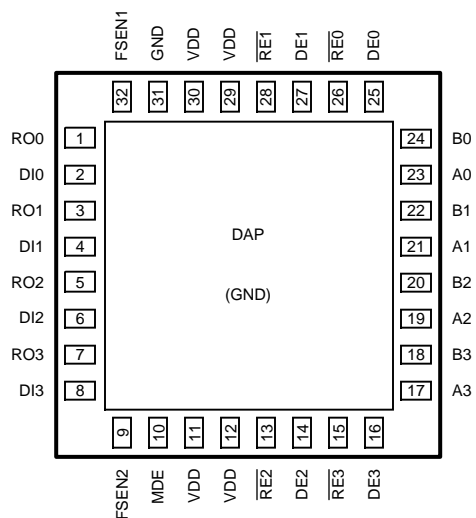 FSEN1 GND VDD VDD RE1 DE1 RE0 DE0
32 31 30 29 28 27 26 25
RO0 1 24 B0
DI0 2 23 A0
RO1 3 22 B1
DI1 4 21 A1
RO2 5 20 B2
DI2 6 19 A2
RO3 7 18 B3
DI3 8 17 A3
DAP
(GND)
9 10 11 12 13 14 15 16
FSEN2 MDE VDD VDD RE2 DE2 RE3 DE3